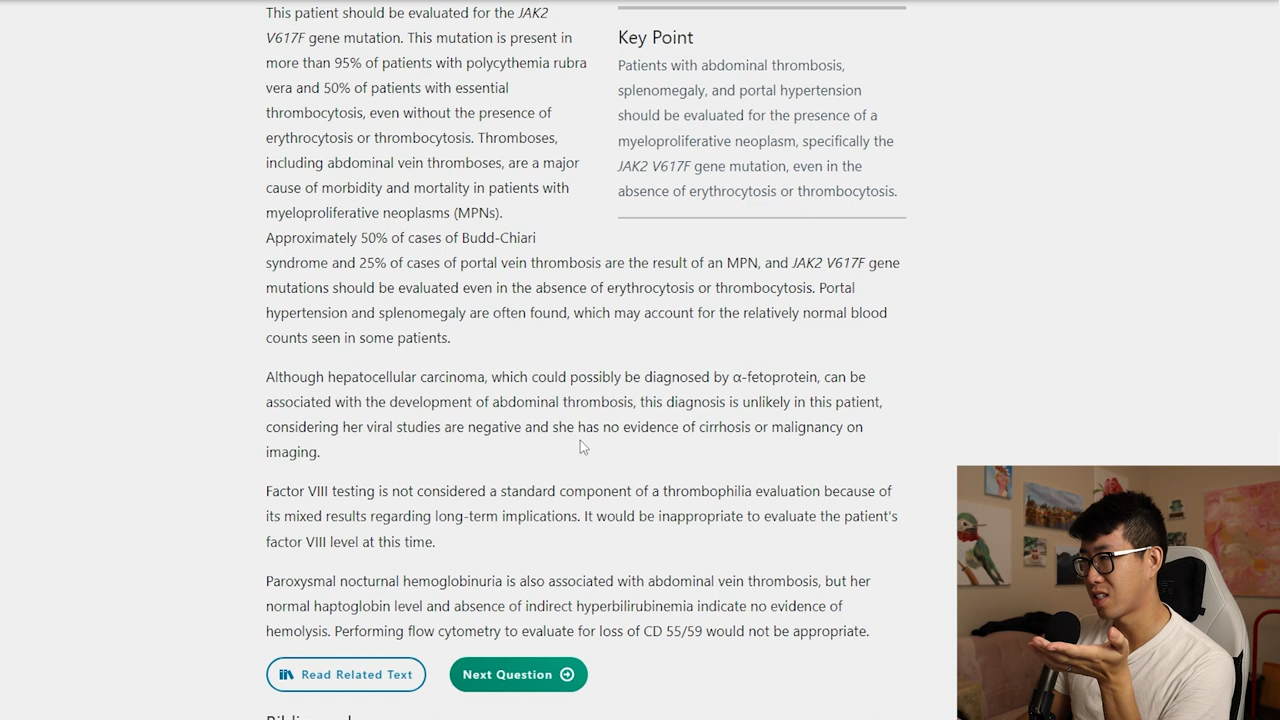 This patient should be evaluated for the JAK2
V617F gene mutation. This mutation is present in
more than 95% of patients with polycythemia rubra
vera and 50% of patients with essential
thrombocytosis, even without the presence of
erythrocytosis or thrombocytosis. Thromboses,
including abdominal vein thromboses, are a major
cause of morbidity and mortality in patients with
myeloproliferative neoplasms (MPNs).
Approximately 50% of cases of Budd-Chiari
syndrome and 25% of cases of portal vein thrombosis are the result of an MPN, and JAK2 V617F gene
mutations should be evaluated even in the absence of erythrocytosis or thrombocytosis. Portal
hypertension and splenomegaly are often found, which may account for the relatively normal blood
counts seen in some patients.
Key Point
Patients with abdominal thrombosis,
splenomegaly, and portal hypertension
should be evaluated for the presence of a
myeloproliferative neoplasm, specifically the
JAK2 V617F gene mutation, even in the
absence of erythrocytosis or thrombocytosis.
Although hepatocellular carcinoma, which could possibly be diagnosed by α-fetoprotein, can be
associated with the development of abdominal thrombosis, this diagnosis is unlikely in this patient,
considering her viral studies are negative and she has no evidence of cirrhosis or malignancy on
imaging.
Factor VIII testing is not considered a standard component of a thrombophilia evaluation because of
its mixed results regarding long-term implications. It would be inappropriate to evaluate the patient's
factor VIII level at this time.
Paroxysmal nocturnal hemoglobinuria is also associated with abdominal vein thrombosis, but her
normal haptoglobin level and absence of indirect hyperbilirubinemia indicate no evidence of
hemolysis. Performing flow cytometry to evaluate for loss of CD 55/59 would not be appropriate.
Read Related Text
Next Question